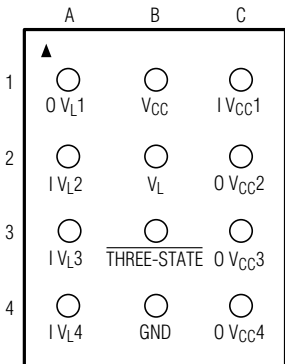 A B C
1
O VL1 VCC I VCC1
2
I VL2 VL O VCC2
3
I VL3 THREE-STATE O VCC3
4
I VL4 GND O VCC4